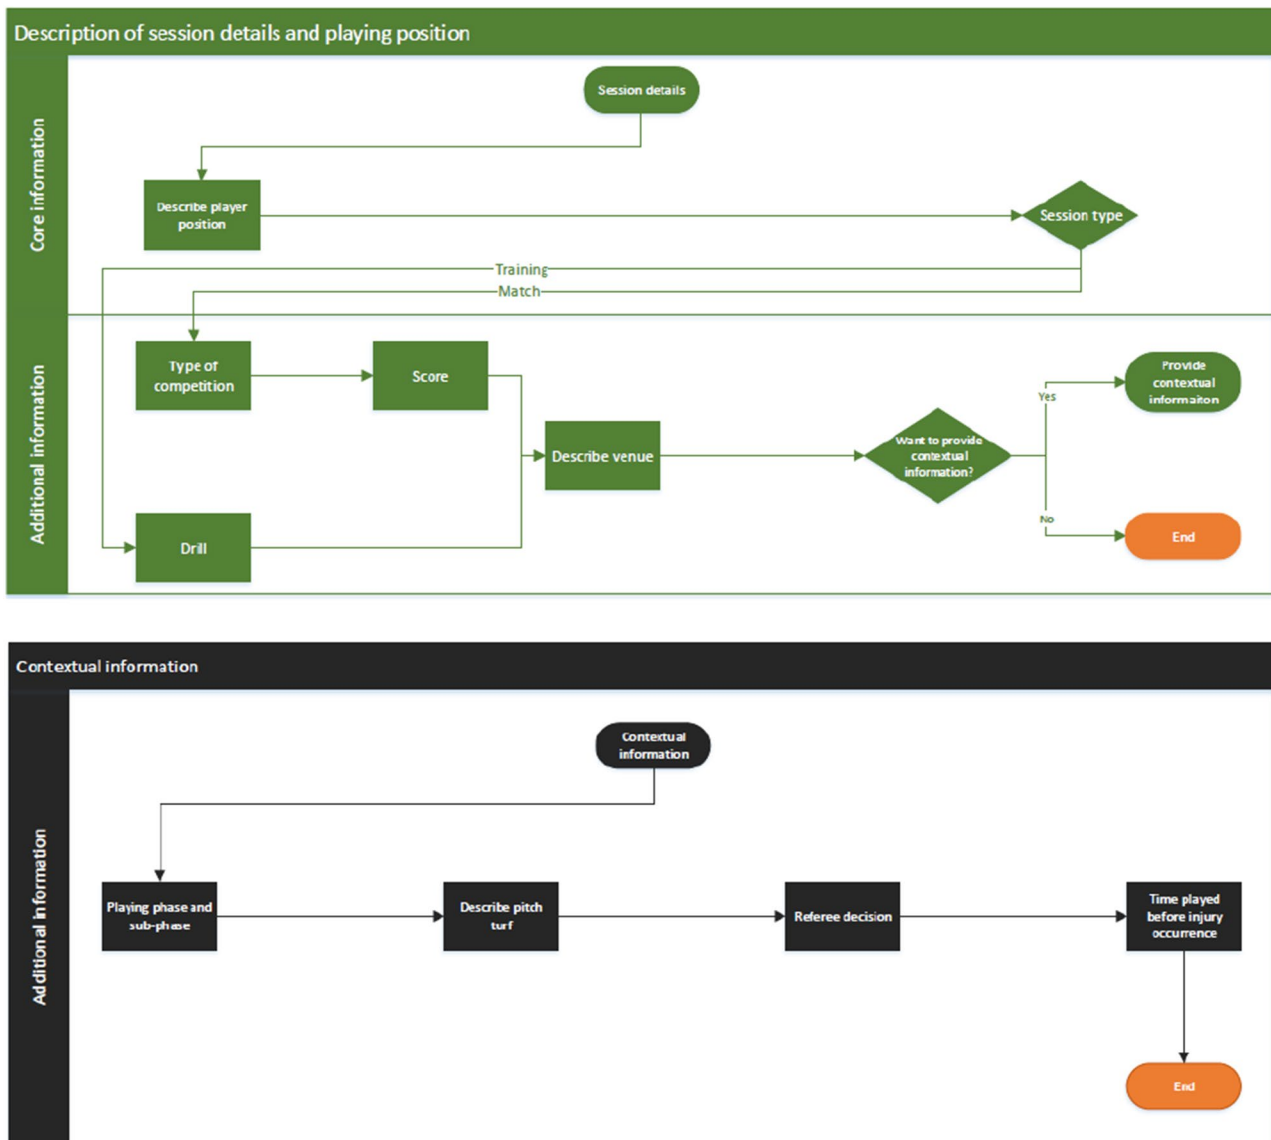 Description of session details and playing position
Core information
Session details
Describe player
position
Session type
Training
Match
Additional information
Type of
competition
Score
Describe venue
Want to provide
contextual
information?
Yes
Provide
contextual
informaiton
No
End
Drill
Contextual information
Additional information
Contextual
information
Playing phase and
sub-phase
Describe pitch
turf
Referee decision
Time played
before injury
occurrence
End